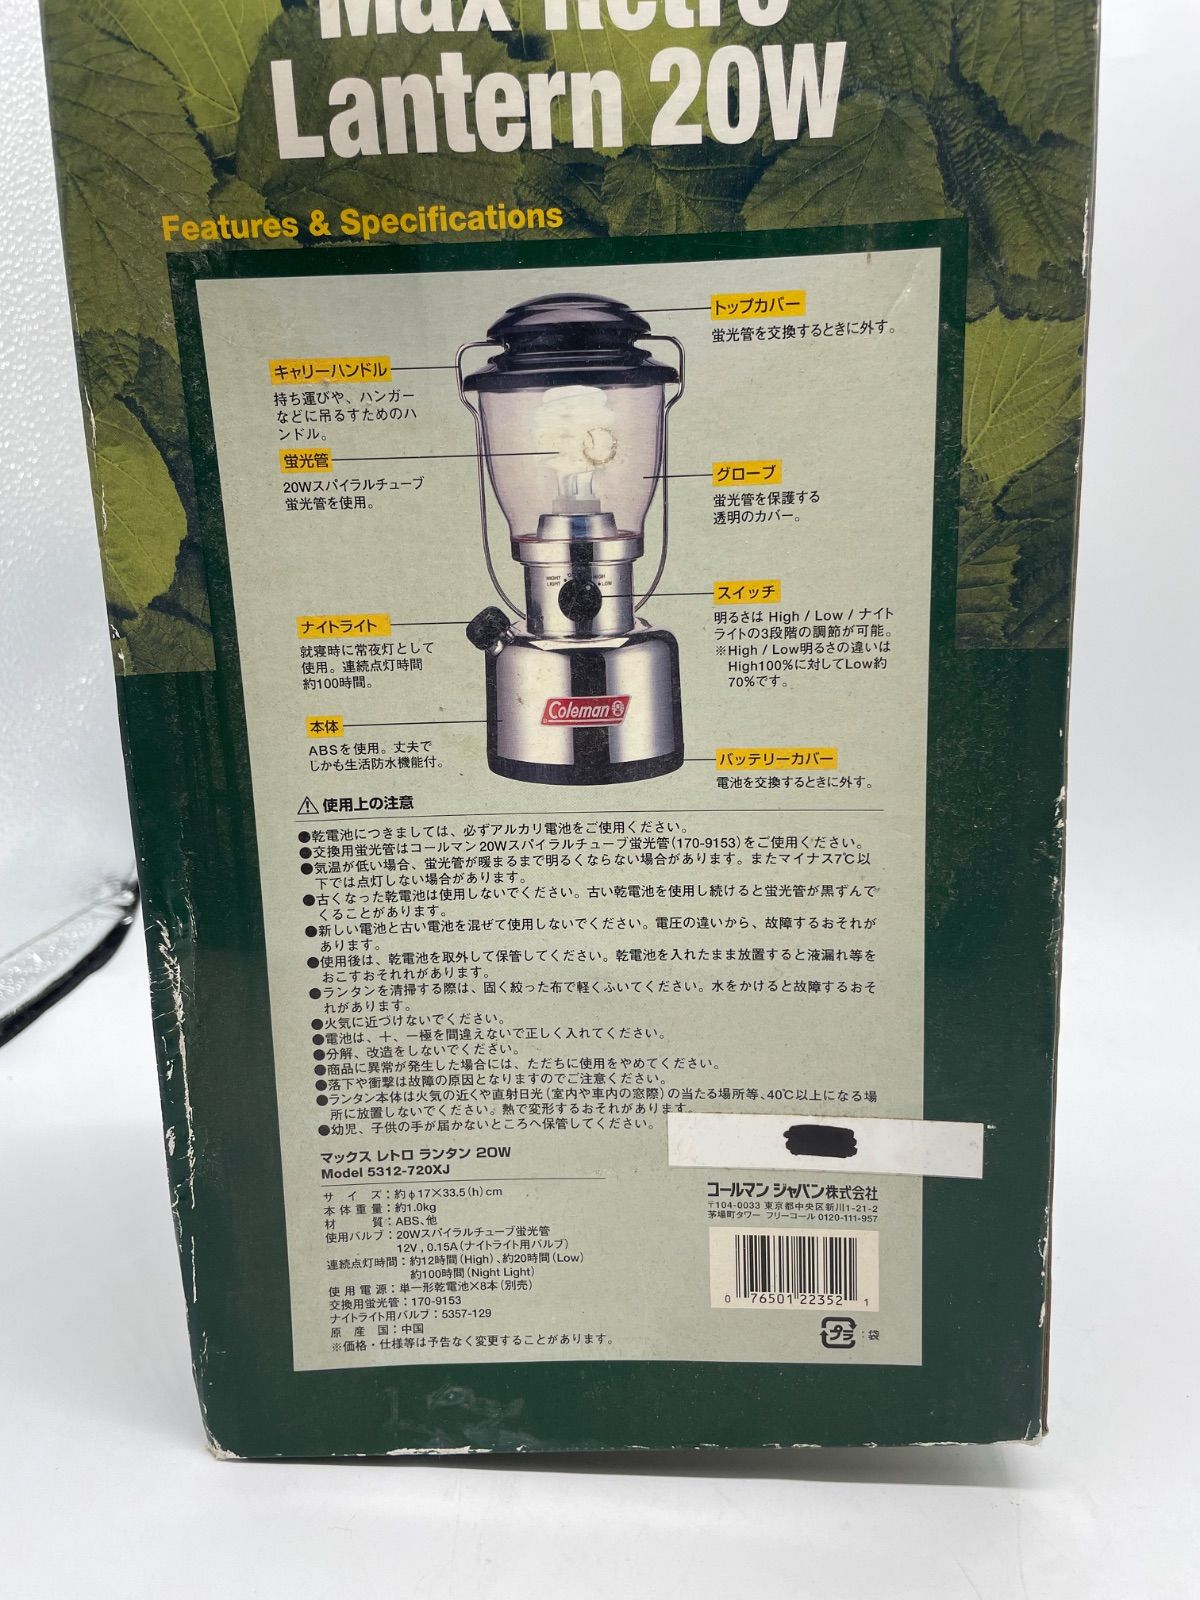 Max Retro
Lantern 20W
Features & Specifications
トップカバー
蛍光管を交換するときに外す。
キャリーハンドル
持ち運びや、ハンガー
などに吊るすためのハ
ンドル。
蛍光管
20Wスパイラルチューブ
蛍光管を使用。
グローブ
蛍光管を保護する
透明のカバー。
NIGHT
LIGHT
HIGH
LOW
スイッチ
明るさは High / Low / ナイト
ライトの3段階の調節が可能。
※High / Low明るさの違いは
High100%に対してLow約
70%です。
ナイトライト
就寝時に常夜灯として
使用。連続点灯時間
約100時間。
Coleman
本体
ABSを使用。丈夫で
しかも生活防水機能付。
バッテリーカバー
電池を交換するときに外す。
使用上の注意
●乾電池につきましては、必ずアルカリ電池をご使用ください。
●交換用蛍光管はコールマン20Wスパイラルチューブ蛍光管(170-9153)をご使用ください。
●気温が低い場合、蛍光管が暖まるまで明るくならない場合があります。またマイナス7℃以
下では点灯しない場合があります。
●古くなった乾電池は使用しないでください。古い乾電池を使用し続けると蛍光管が黒ずんで
くることがあります。
●新しい電池と古い電池を混ぜて使用しないでください。電圧の違いから、故障するおそれが
あります。
●使用後は、乾電池を取外して保管してください。乾電池を入れたまま放置すると液漏れ等を
おこすおそれれがあります。
●ランタンを清掃する際は、固く絞った布で軽くふいてください。水をかけると故障するおそ
れがあります。
●火気に近づけないでください。
●電池は、＋、－極を間違えないで正しく入れてください。
●分解、改造をしないでください。
●商品に異常が発生した場合には、ただちに使用をやめてください。
●落下や衝撃は故障の原因となりますのでご注意ください。
●ランタン本体は火気の近くや直射日光(室内や車内の窓際)の当たる場所等、40℃以上になる場
所に放置しないでください。熱で変形するおそれがあります。
●幼児、子供の手が届かないところへ保管してください。
マックス レトロ ランタン 20W
Model 5312-720XJ
サイズ：約φ17×33.5(h)cm
本体重量：約1.0kg
材質：ABS、他
使用バルブ：20Wスパイラルチューブ蛍光管
12V , 0.15A(ナイトライト用バルブ)
連続点灯時間：約12時間(High)、約20時間(Low)
約100時間(Night Light)
使用電源：単一形乾電池×8本(別売)
交換用蛍光管：170-9153
ナイトライト用バルブ：5357-129
原産国：中国
※価格・仕様等は予告なく変更することがあります。
コールマン ジャパン株式会社
〒104-0033 東京都中央区新川1-21-2
茅場町タワー フリーコール 0120-111-957
0 76501 22352 1
プラ：袋